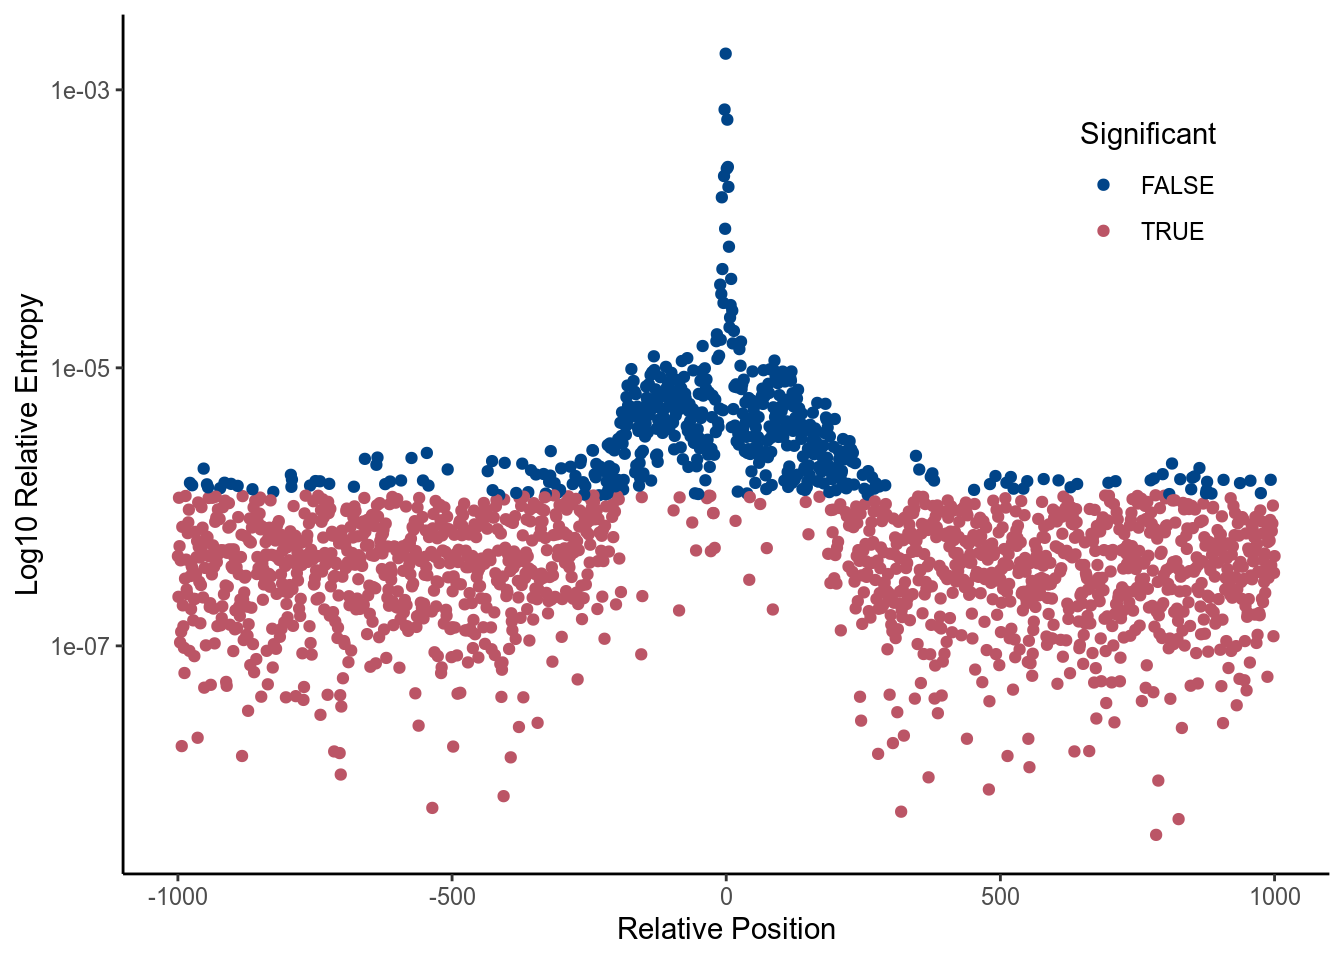 Log10 Relative Entropy
1e-03
1e-05
1e-07
Significant
FALSE
TRUE
-1000
-500
0
500
1000
Relative Position